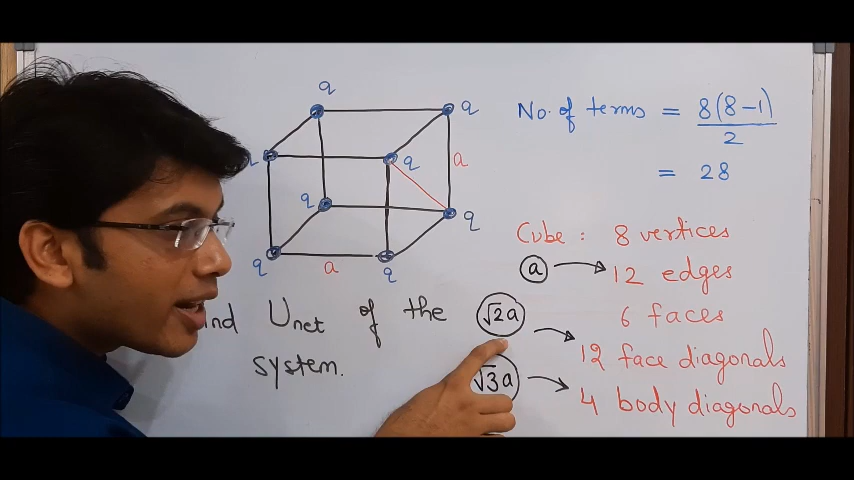 q
q
q
q
a
q
q
q
a
q
No. of terms = 8(8-1)
2
= 28
Cube : 8 vertices
a → 12 edges
6 faces
√2a → 12 face diagonals
√3a → 4 body diagonals
Unet of the
system.